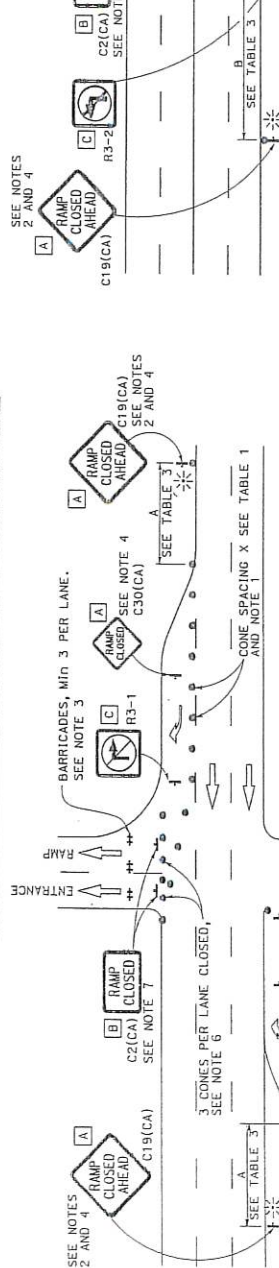 SEE NOTES
2 AND 4
A
RAMP
CLOSED
AHEAD
C19(CA)
A
SEE TABLE 3
B
RAMP
CLOSED
C2(CA)
SEE NOTE 7
3 CONES PER LANE CLOSED,
SEE NOTE 6
ENTRANCE
RAMP
BARRICADES, Min 3 PER LANE.
SEE NOTE 3
C
R3-1
A
RAMP
CLOSED
SEE NOTE 4
C30(CA)
A
RAMP
CLOSED
AHEAD
C19(CA)
SEE NOTES
2 AND 4
A
SEE TABLE 3
CONE SPACING X SEE TABLE 1
AND NOTE 1
SEE NOTES
2 AND 4
A
RAMP
CLOSED
AHEAD
C19(CA)
C
R3-2
B
C2(CA)
B
SEE TABLE 3